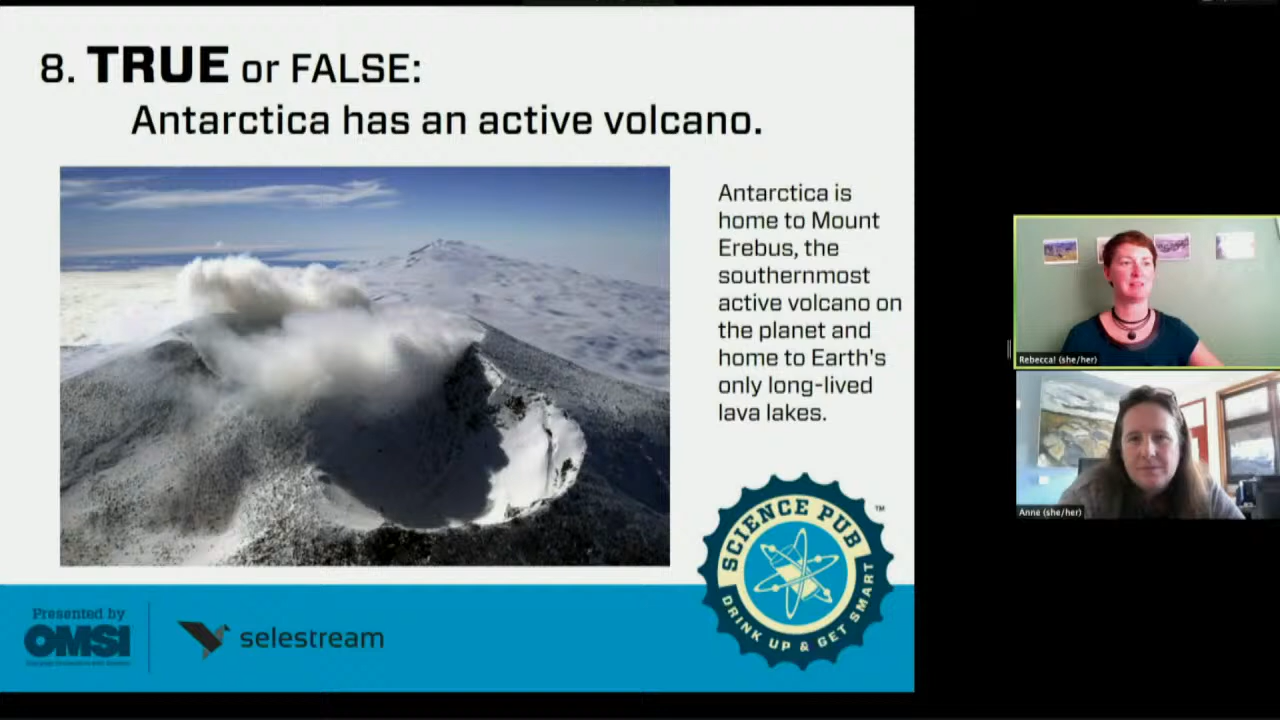 8. TRUE or FALSE:
Antarctica has an active volcano.
Antarctica is
home to Mount
Erebus, the
southernmost
active volcano on
the planet and
home to Earth's
only long-lived
lava lakes.
Rebecca! (she/her)
Anne (she/her)
SCIENCE PUB
™
DRINK UP & GET SMART
Presented by
OMSI
selestream